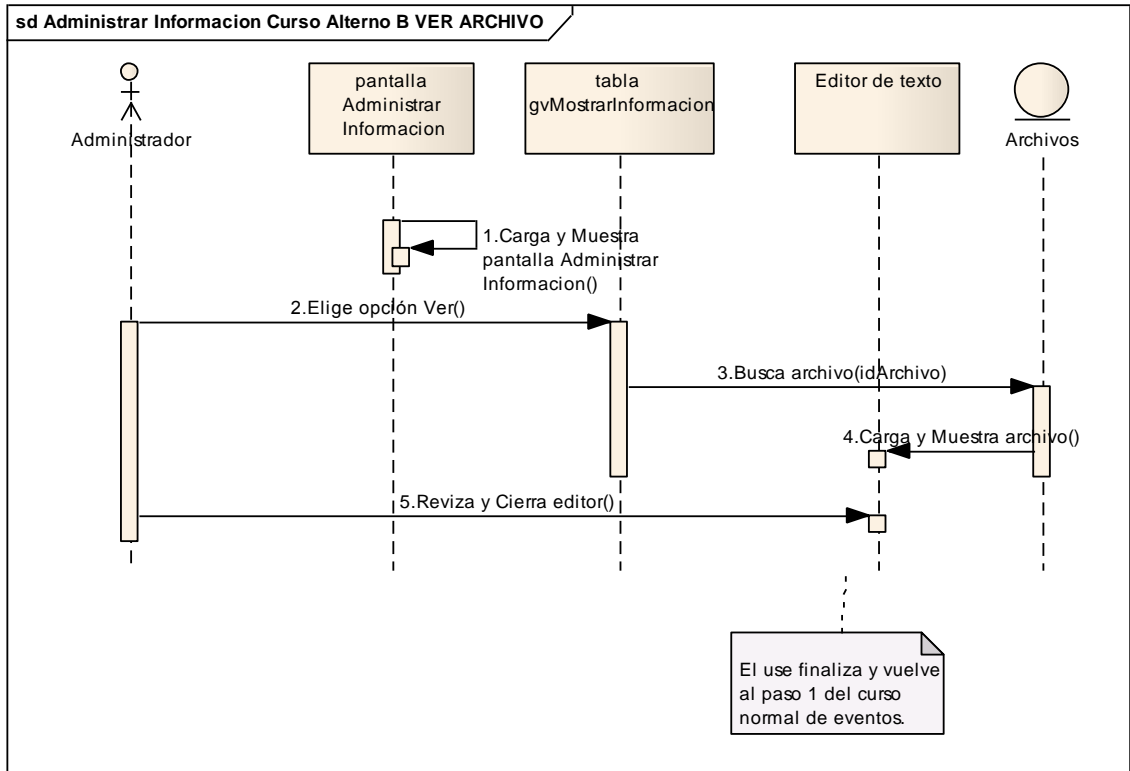 sd Administrar Informacion Curso Alterno B VER ARCHIVO
Administrador
pantalla
Administrar
Informacion
tabla
gvMostrarInformacion
Editor de texto
Archivos
1.Carga y Muestra
pantalla Administrar
Informacion()
2.Elige opción Ver()
3.Busca archivo(idArchivo)
4.Carga y Muestra archivo()
5.Reviza y Cierra editor()
El use finaliza y vuelve
al paso 1 del curso
normal de eventos.